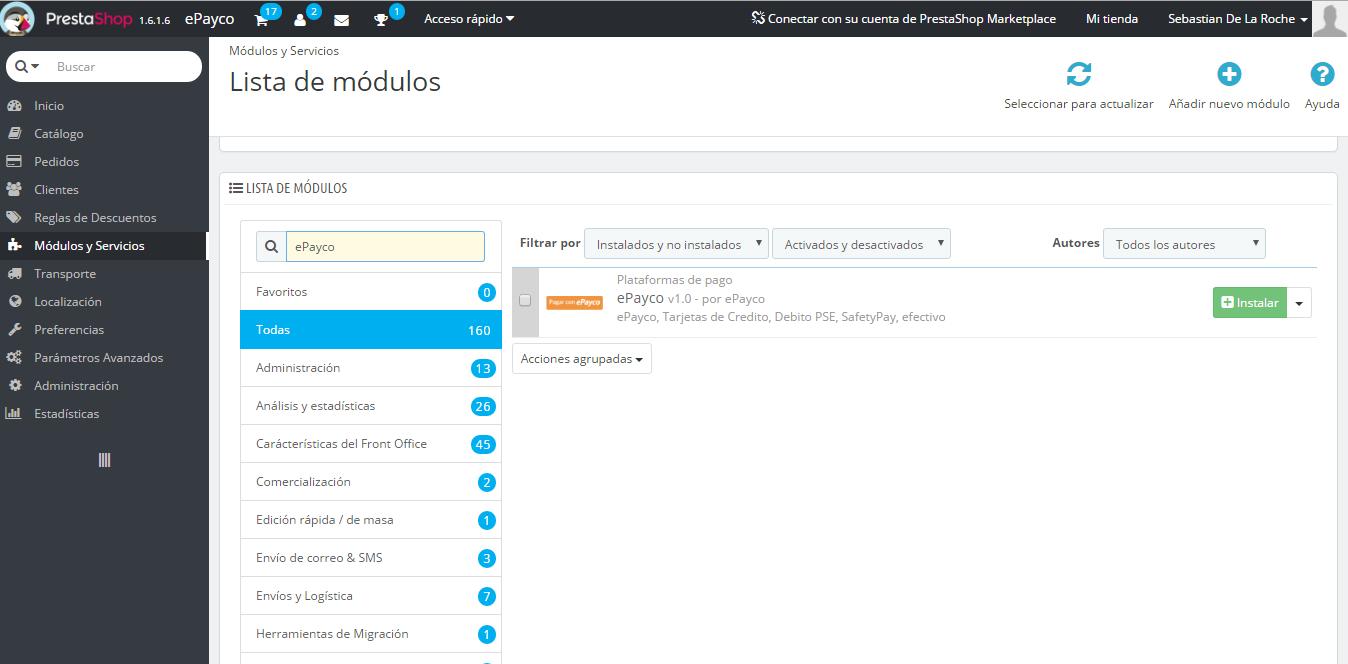 PrestaShop 1.6.1.6 ePayco 17 2 1 Acceso rápido Conectar con su cuenta de PrestaShop Marketplace Mi tienda Sebastian De La Roche
Buscar
Inicio
Catálogo
Pedidos
Clientes
Reglas de Descuentos
Módulos y Servicios
Transporte
Localización
Preferencias
Parámetros Avanzados
Administración
Estadísticas
Módulos y Servicios
Lista de módulos
Seleccionar para actualizar Añadir nuevo módulo Ayuda
LISTA DE MÓDULOS
ePayco
Favoritos 0
Todas 160
Administración 13
Análisis y estadísticas 26
Carácterísticas del Front Office 45
Comercialización 2
Edición rápida / de masa 1
Envío de correo & SMS 3
Envíos y Logística 7
Herramientas de Migración 1
Filtrar por Instalados y no instalados Activados y desactivados Autores Todos los autores
Plataformas de pago
Pagar con ePayco
ePayco v1.0 - por ePayco
ePayco, Tarjetas de Credito, Debito PSE, SafetyPay, efectivo
Instalar
Acciones agrupadas